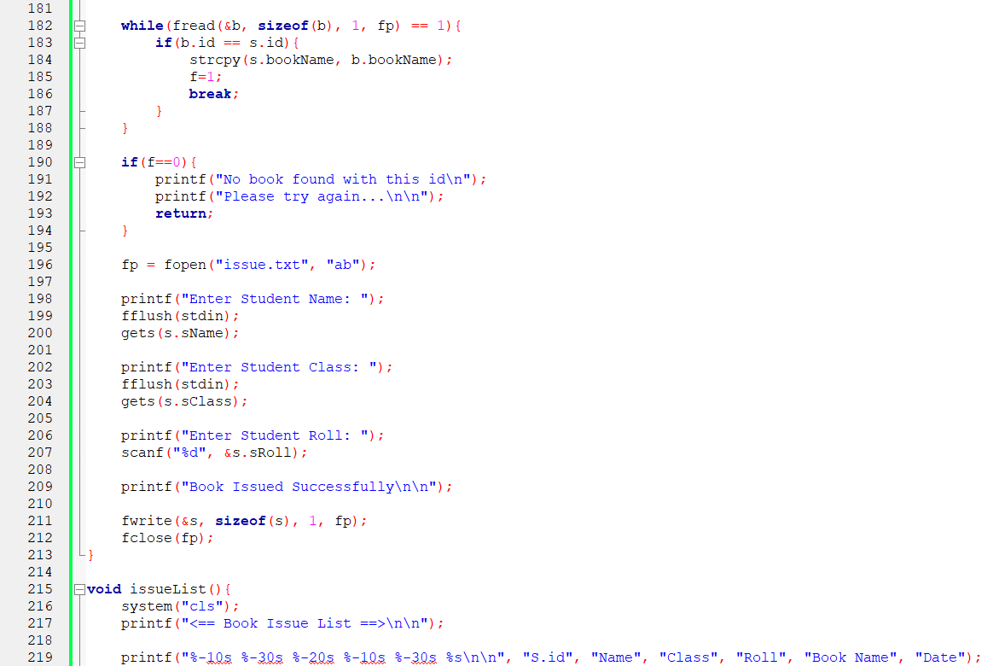 181
182     while(fread(&b, sizeof(b), 1, fp) == 1){
183         if(b.id == s.id){
184             strcpy(s.bookName, b.bookName);
185             f=1;
186             break;
187         }
188     }
189
190     if(f==0){
191         printf("No book found with this id\n");
192         printf("Please try again...\n\n");
193         return;
194     }
195
196     fp = fopen("issue.txt", "ab");
197
198     printf("Enter Student Name: ");
199     fflush(stdin);
200     gets(s.sName);
201
202     printf("Enter Student Class: ");
203     fflush(stdin);
204     gets(s.sClass);
205
206     printf("Enter Student Roll: ");
207     scanf("%d", &s.sRoll);
208
209     printf("Book Issued Successfully\n\n");
210
211     fwrite(&s, sizeof(s), 1, fp);
212     fclose(fp);
213 }
214
215 void issueList(){
216     system("cls");
217     printf("<== Book Issue List ==>\n\n");
218
219     printf("%-10s %-30s %-20s %-10s %-30s %s\n\n", "S.id", "Name", "Class", "Roll", "Book Name", "Date");